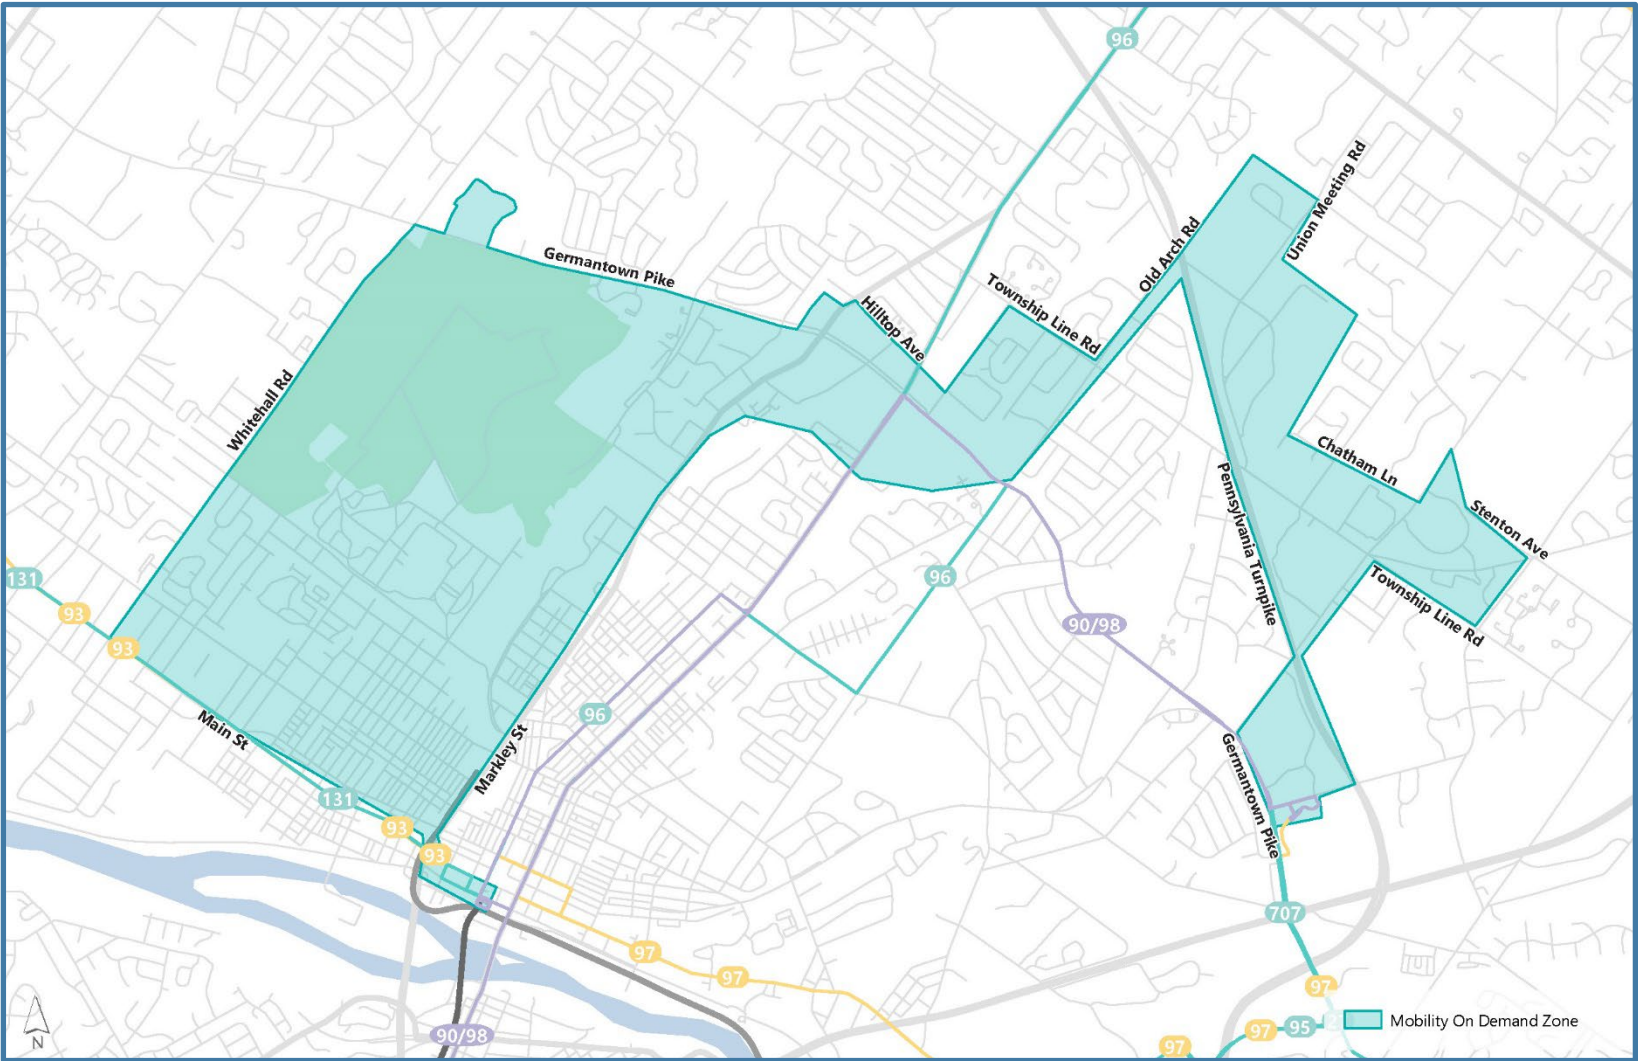 96
Union Meeting Rd
Old Arch Rd
Germantown Pike
Township Line Rd
Hilltop Ave
Whitehall Rd
Chatham Ln
Pennsylvania Turnpike
Stenton Ave
131
96
Township Line Rd
93
90/98
93
96
Main St
Markley St
Germantown Pike
131
93
93
707
97
97
97
Mobility On Demand Zone
97
95
90/98
97
N